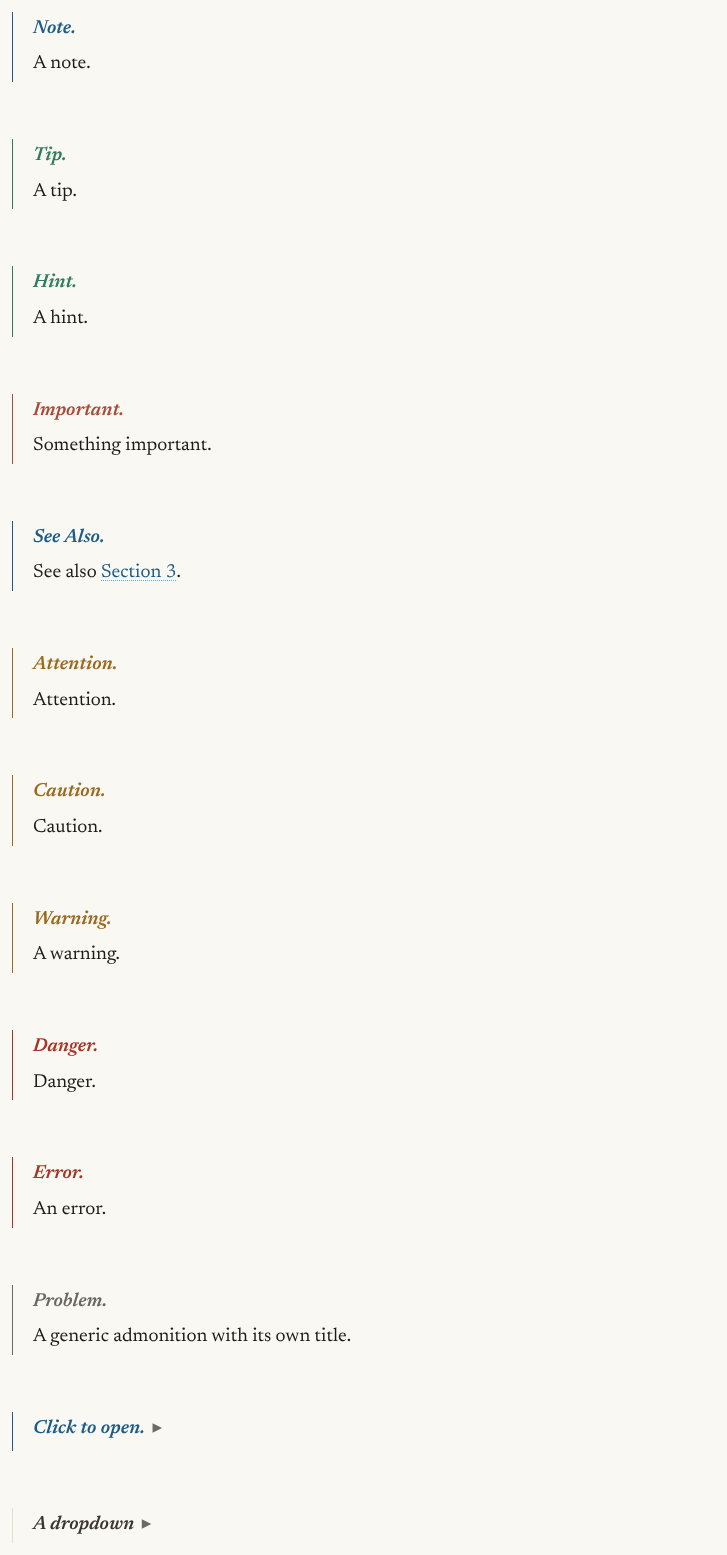 Note.
A note.
Tip.
A tip.
Hint.
A hint.
Important.
Something important.
See Also.
See also Section 3.
Attention.
Attention.
Caution.
Caution.
Warning.
A warning.
Danger.
Danger.
Error.
An error.
Problem.
A generic admonition with its own title.
Click to open. ▸
A dropdown ▸